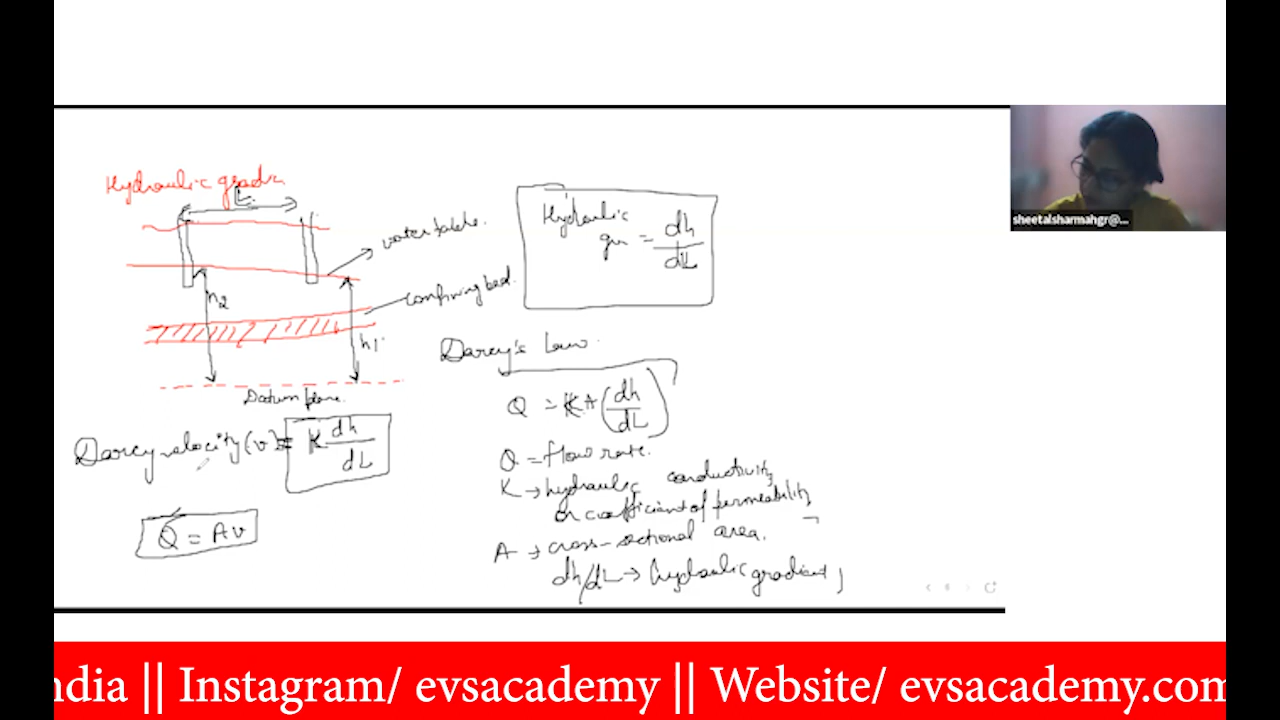 Hydraulic gradn
L
water table.
h2
confining bed.
h1.
Datum plane.
Darcy velocity (v) = K dh
dL
Q = Av
Hydraulic
gr = dh
dL
Darcy's Law.
Q = KA (dh
dL)
Q = flow rate.
K → hydraulic conductivity
or coefficient of permeability
A → cross-sectional area.
dh/dL → hydraulic gradient
sheetalsharmahgr@...
ndia || Instagram/ evsacademy || Website/ evsacademy.com